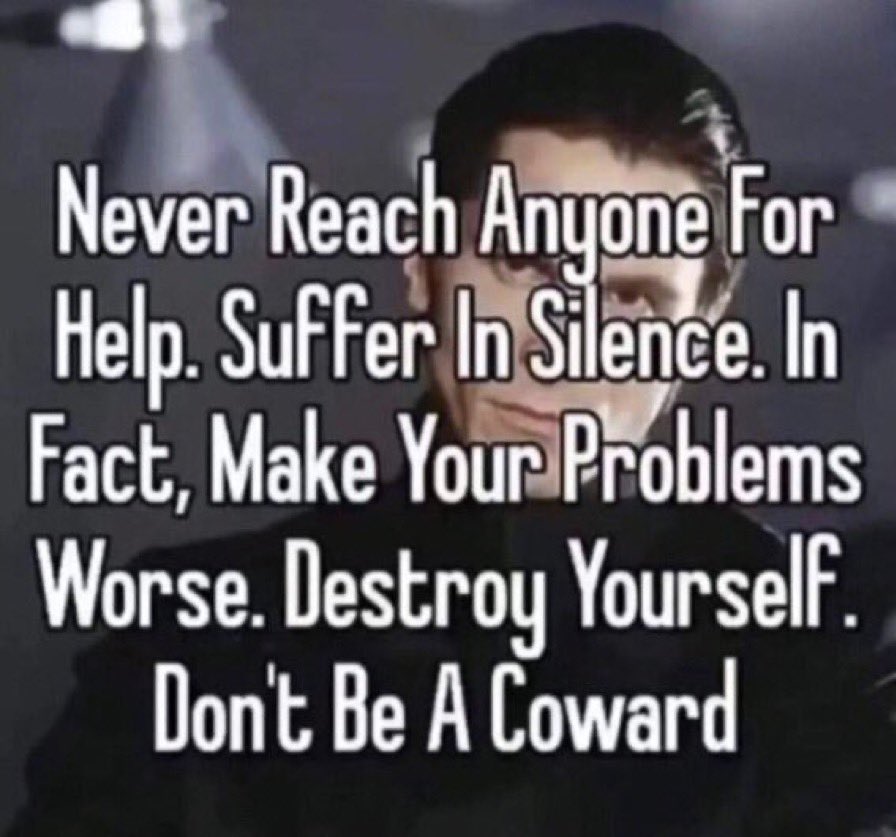 Never Reach Anyone For
Help. Suffer In Silence. In
Fact, Make Your Problems
Worse. Destroy Yourself.
Don't Be A Coward